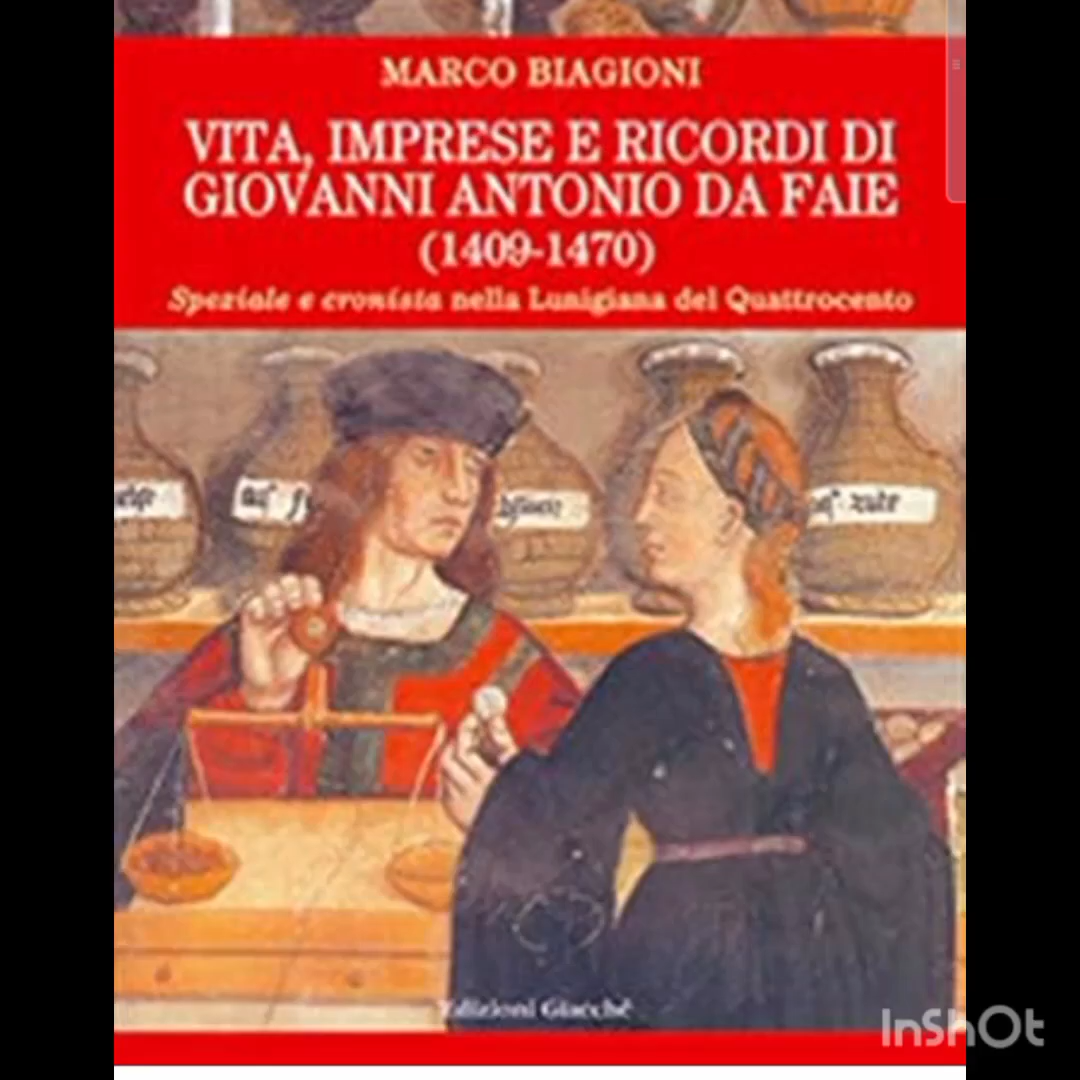 MARCO BIAGIONI
VITA, IMPRESE E RICORDI DI
GIOVANNI ANTONIO DA FAIE
(1409-1470)
Speziale e cronista nella Lunigiana del Quattrocento
Edizioni Giacché
InShOt